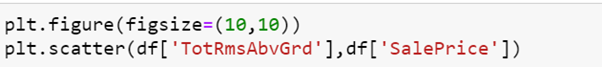 plt.figure(figsize=(10,10))
plt.scatter(df['TotRmsAbvGrd'],df['SalePrice'])